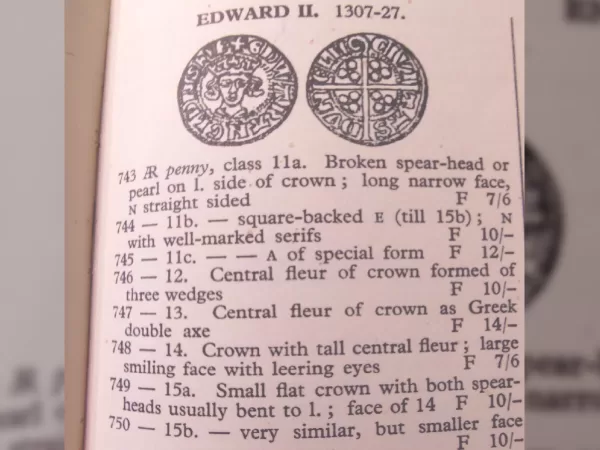 EDWARD II. 1307-27.
743 Æ penny, class 11a. Broken spear-head or
pearl on l. side of crown ; long narrow face,
N straight sided F 7/6
744 — 11b. — square-backed E (till 15b) ; N
with well-marked serifs F 10/–
745 — 11c. — — A of special form F 12/–
746 — 12. Central fleur of crown formed of
three wedges F 10/–
747 — 13. Central fleur of crown as Greek
double axe F 14/–
748 — 14. Crown with tall central fleur ; large
smiling face with leering eyes F 7/6
749 — 15a. Small flat crown with both spear-
heads usually bent to l. ; face of 14 F 10/–
750 — 15b. — very similar, but smaller face
F 10/–